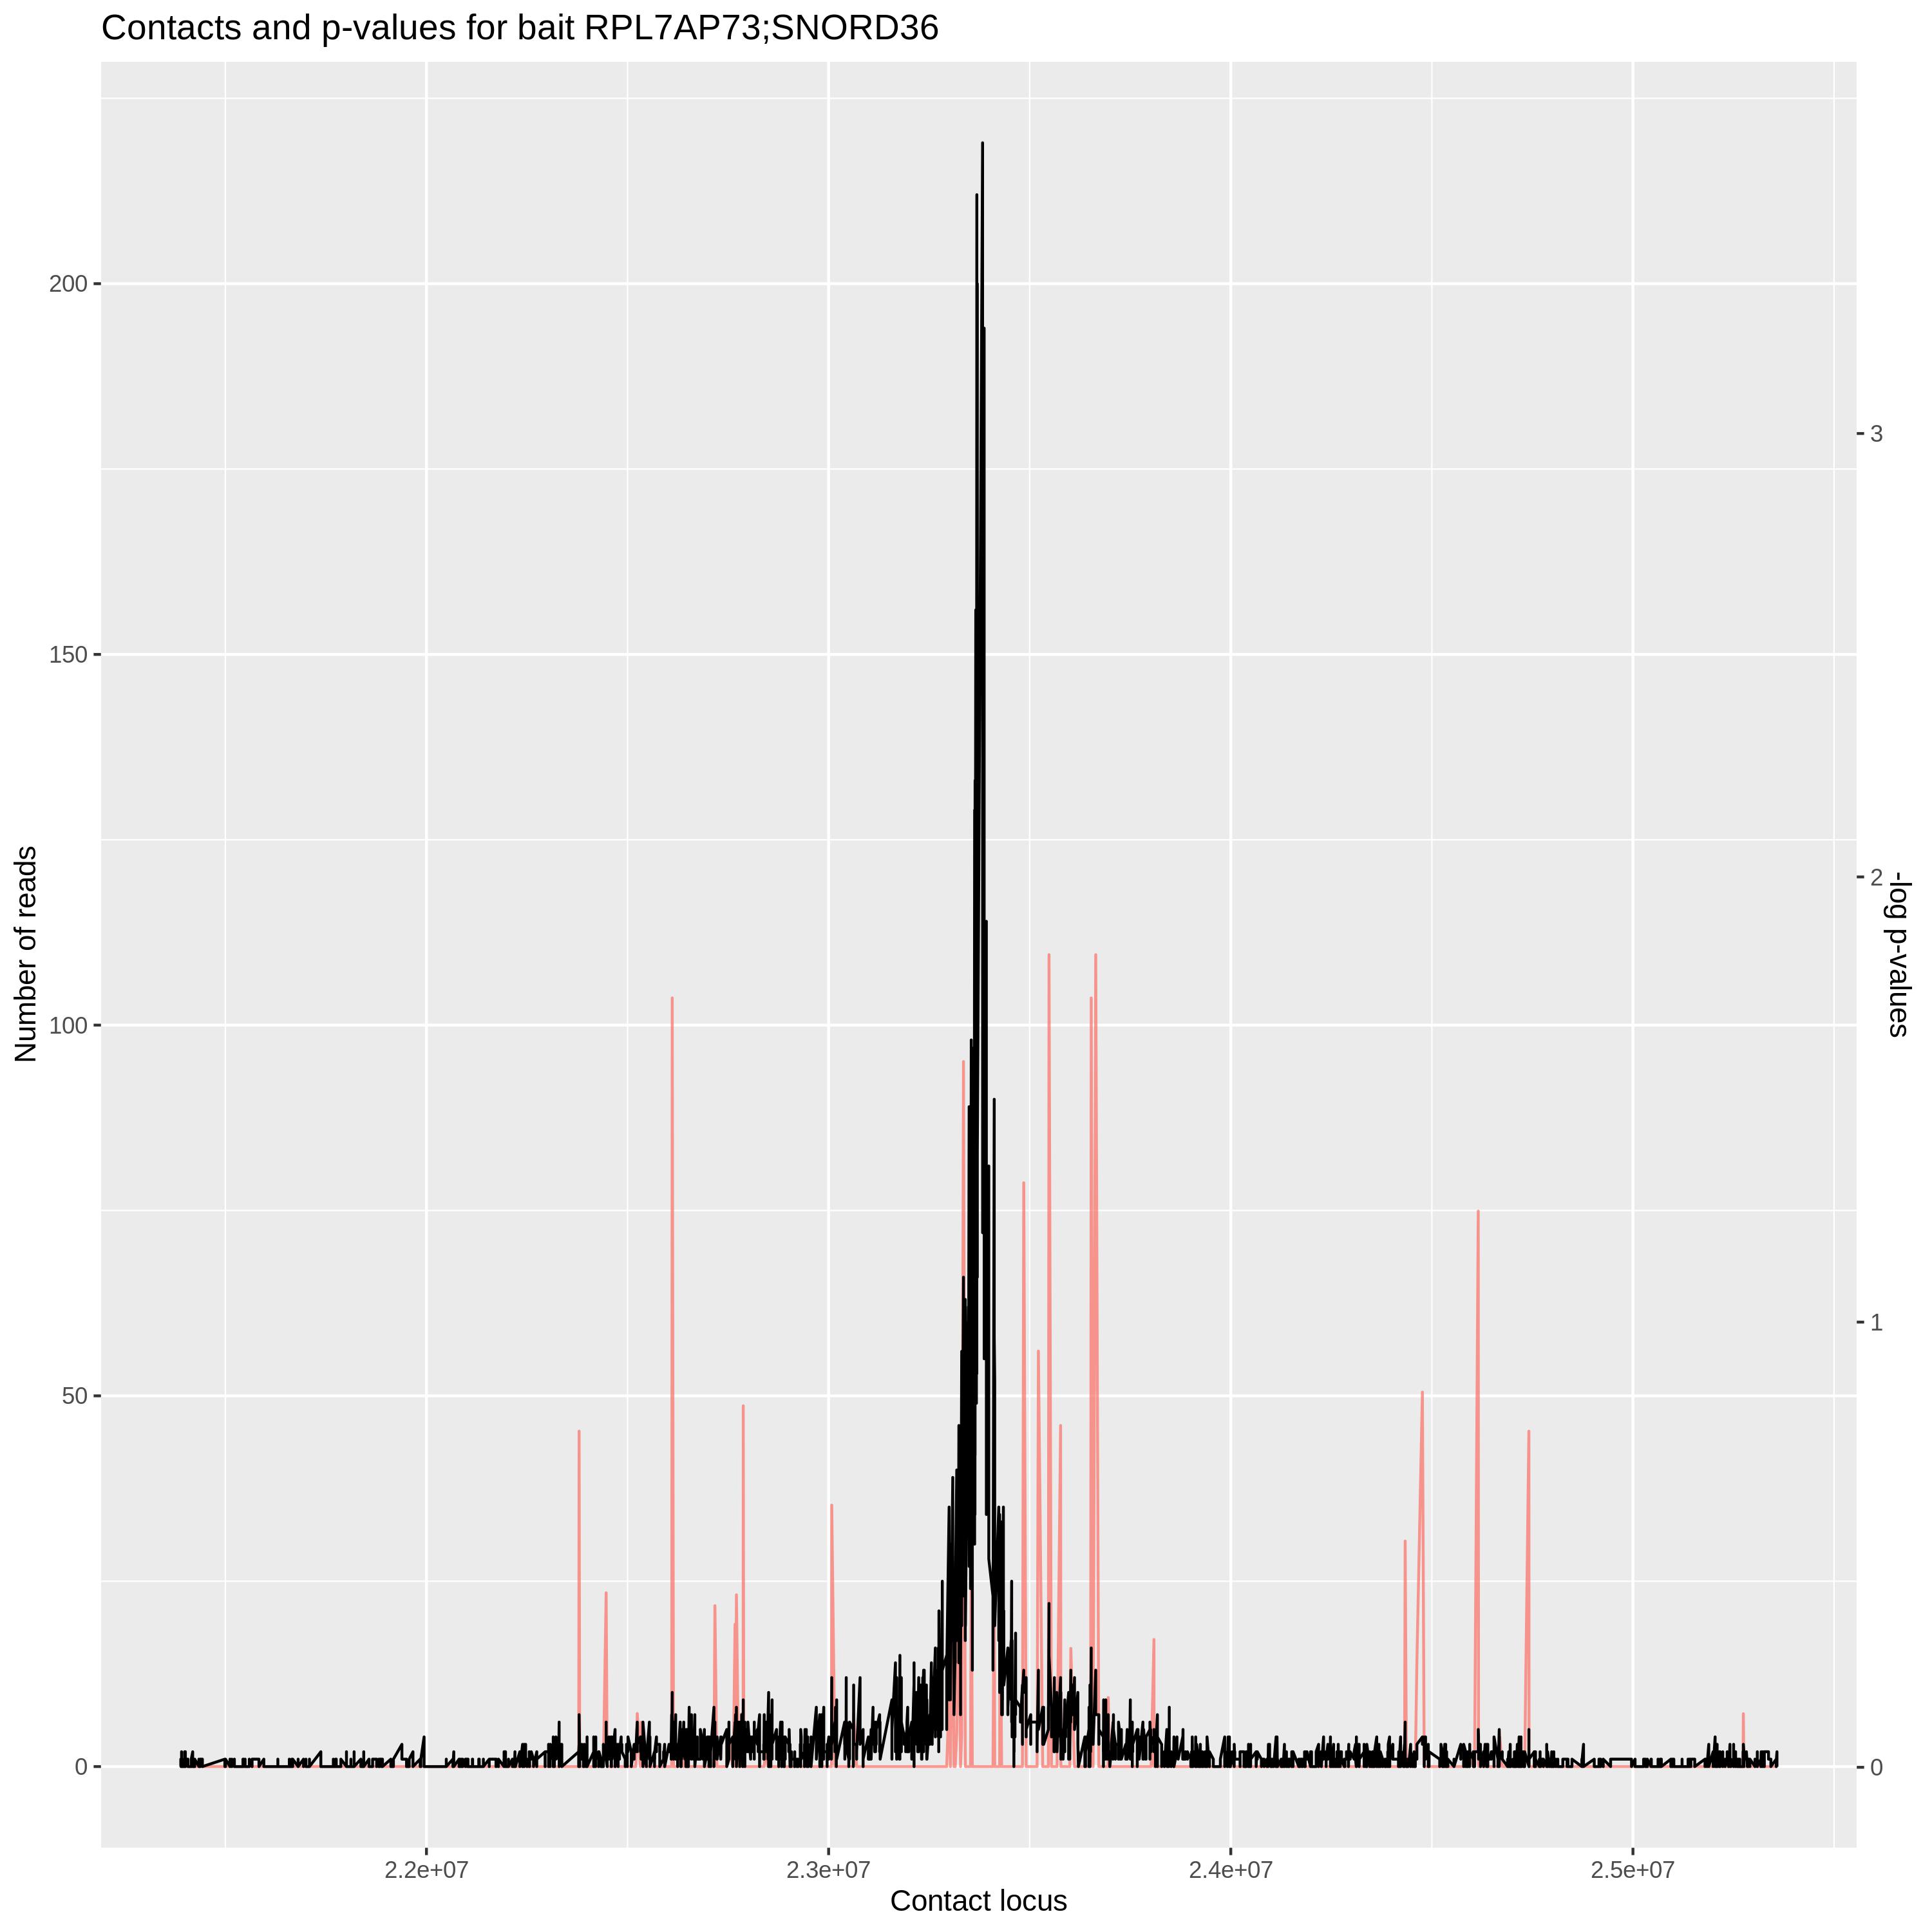 Contacts and p-values for bait RPL7AP73;SNORD36
Number of reads
200
150
100
50
0
3
2
1
0
-log p-values
2.2e+07
2.3e+07
2.4e+07
2.5e+07
Contact locus